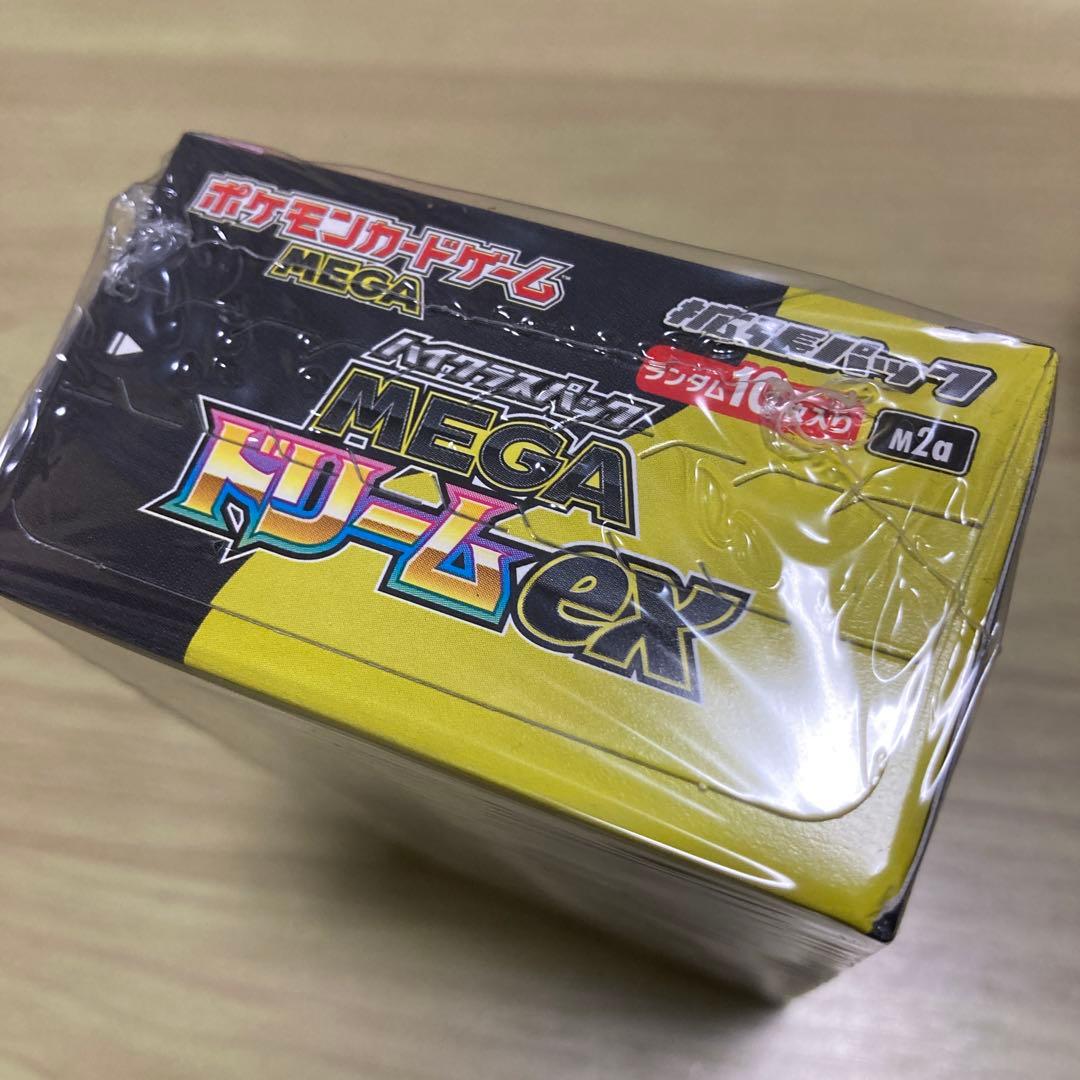 ポケモンカードゲーム™
MEGA
拡張パック
ハイクラスパック
ランダム10枚入り
M2a
MEGA
ドリームex